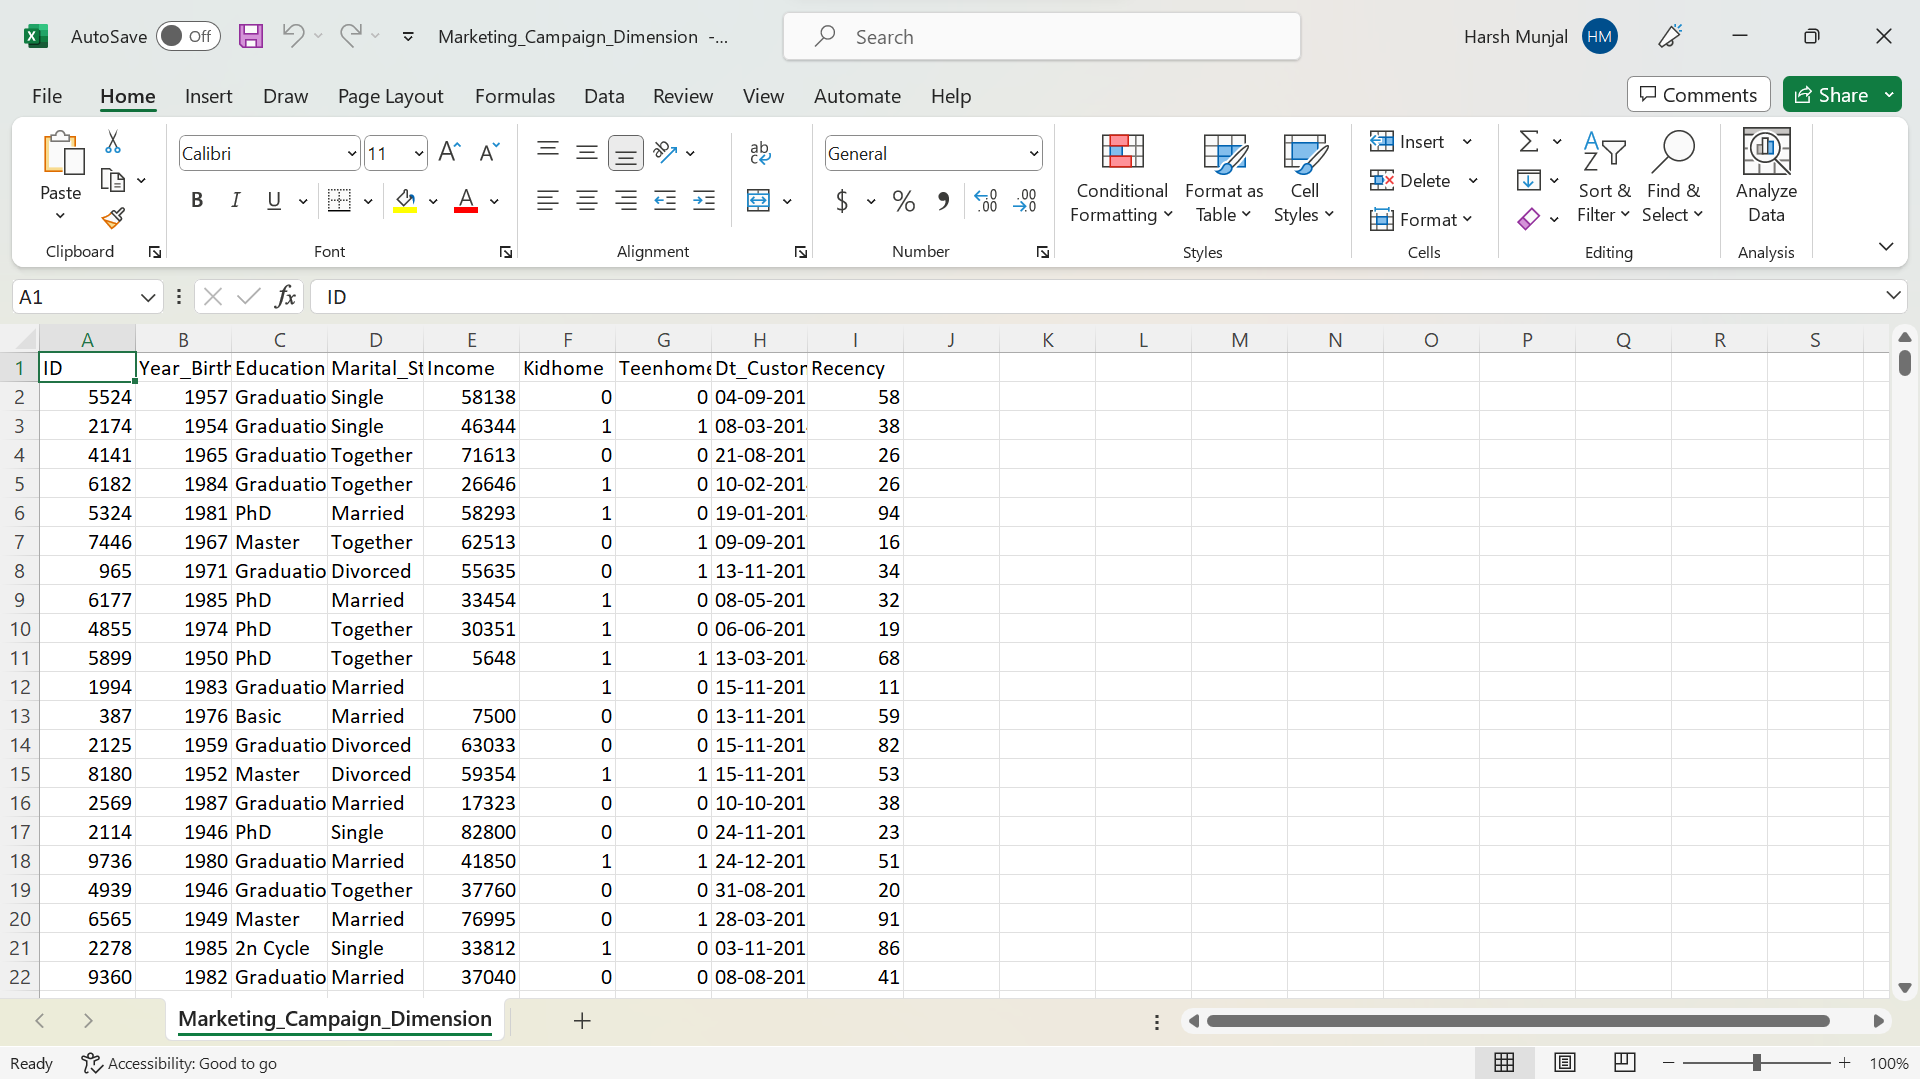 AutoSave Off Marketing_Campaign_Dimension -... Search Harsh Munjal HM
File Home Insert Draw Page Layout Formulas Data Review View Automate Help Comments Share
Paste Calibri 11 A A ab General Conditional Formatting Format as Table Cell Styles Insert Delete Format Sort & Filter Find & Select Analyze Data
B I U A $ % .00 .00
Clipboard Font Alignment Number Styles Cells Editing Analysis
A1 fx ID
A B C D E F G H I J K L M N O P Q R S
1 ID Year_Birth Education Marital_St Income Kidhome Teenhome Dt_Custom Recency
2 5524 1957 Graduatio Single 58138 0 0 04-09-201 58
3 2174 1954 Graduatio Single 46344 1 1 08-03-201 38
4 4141 1965 Graduatio Together 71613 0 0 21-08-201 26
5 6182 1984 Graduatio Together 26646 1 0 10-02-201 26
6 5324 1981 PhD Married 58293 1 0 19-01-201 94
7 7446 1967 Master Together 62513 0 1 09-09-201 16
8 965 1971 Graduatio Divorced 55635 0 1 13-11-201 34
9 6177 1985 PhD Married 33454 1 0 08-05-201 32
10 4855 1974 PhD Together 30351 1 0 06-06-201 19
11 5899 1950 PhD Together 5648 1 1 13-03-201 68
12 1994 1983 Graduatio Married 1 0 15-11-201 11
13 387 1976 Basic Married 7500 0 0 13-11-201 59
14 2125 1959 Graduatio Divorced 63033 0 0 15-11-201 82
15 8180 1952 Master Divorced 59354 1 1 15-11-201 53
16 2569 1987 Graduatio Married 17323 0 0 10-10-201 38
17 2114 1946 PhD Single 82800 0 0 24-11-201 23
18 9736 1980 Graduatio Married 41850 1 1 24-12-201 51
19 4939 1946 Graduatio Together 37760 0 0 31-08-201 20
20 6565 1949 Master Married 76995 0 1 28-03-201 91
21 2278 1985 2n Cycle Single 33812 1 0 03-11-201 86
22 9360 1982 Graduatio Married 37040 0 0 08-08-201 41
Marketing_Campaign_Dimension
Ready Accessibility: Good to go 100%